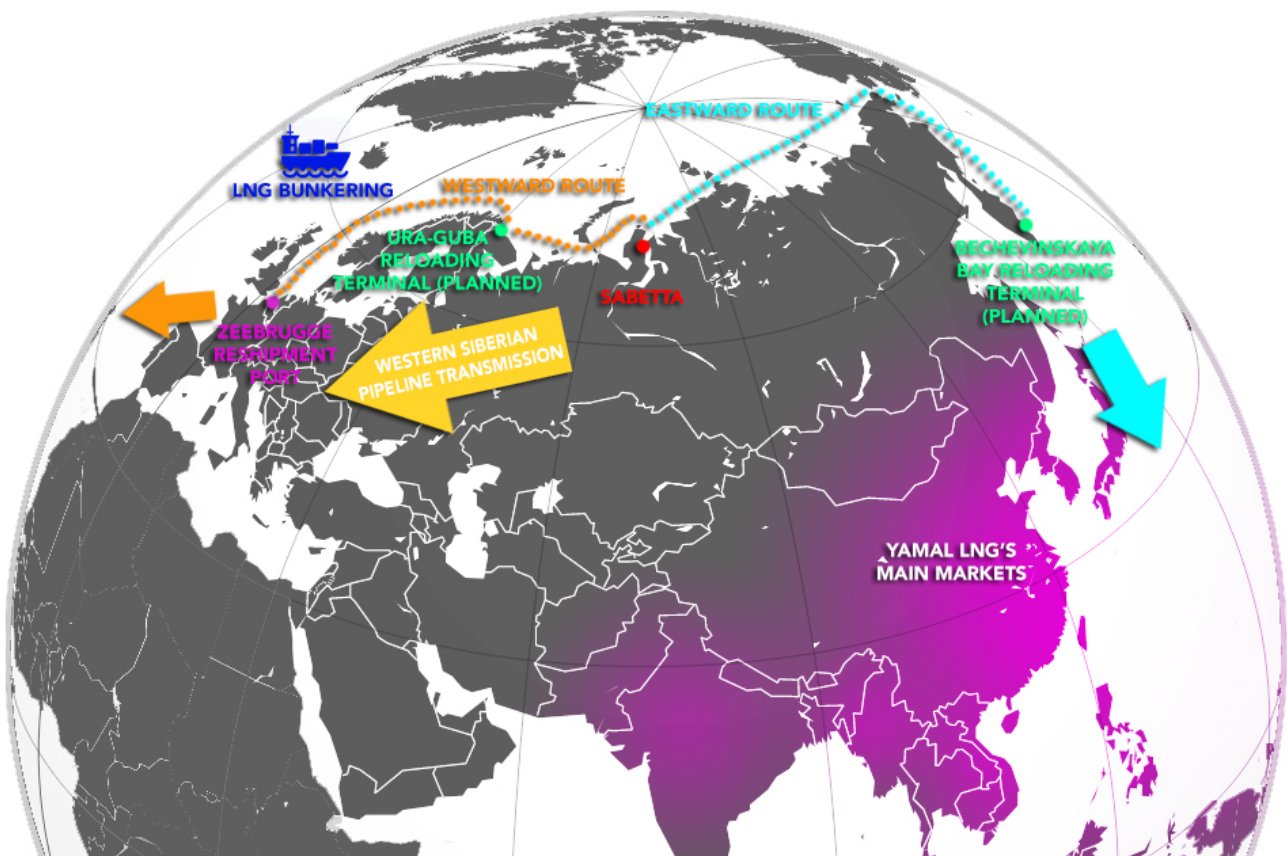 EASTWARD ROUTE
LNG BUNKERING
WESTWARD ROUTE
URA-GUBA
RELOADING
TERMINAL (PLANNED)
SABETTA
BECHEVINSKAYA
BAY RELOADING
TERMINAL
(PLANNED)
ZEEBRUGGE
RESHIPMENT
PORT
WESTERN SIBERIAN
PIPELINE TRANSMISSION
YAMAL LNG'S
MAIN MARKETS